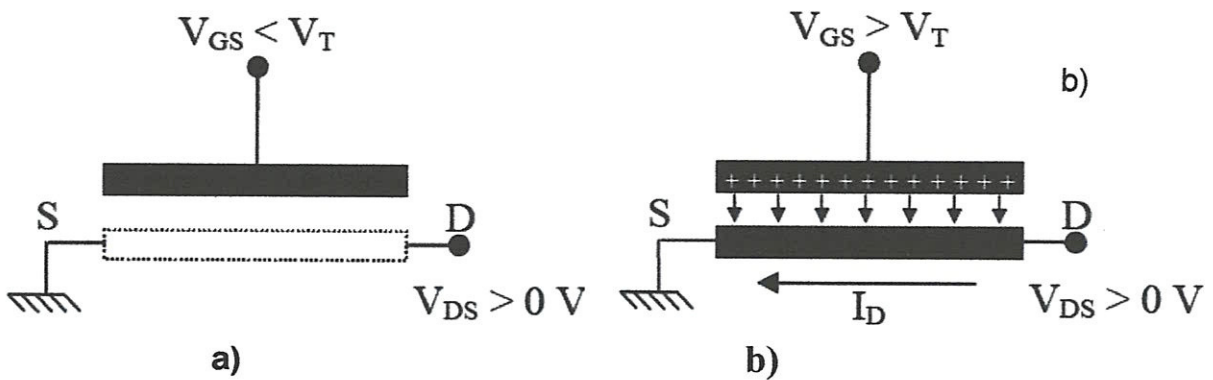 V_GS < V_T
V_GS > V_T
b)
+ + + + + + + + + + +
S
D
S
D
V_DS > 0 V
I_D
V_DS > 0 V
a)
b)